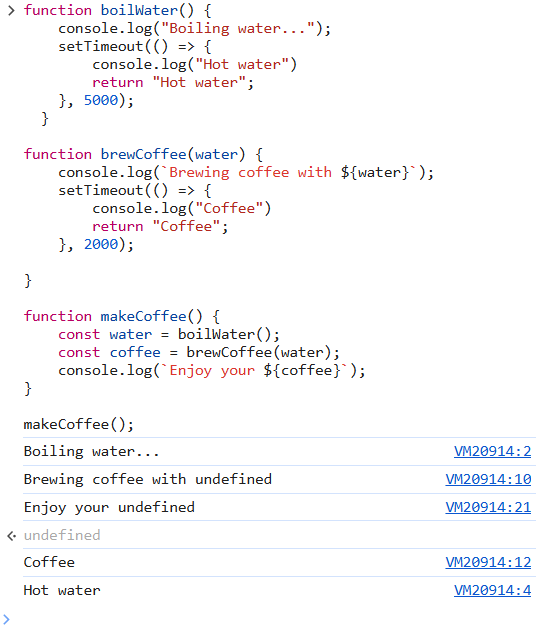 function boilWater() {
    console.log("Boiling water...");
    setTimeout(() => {
        console.log("Hot water")
        return "Hot water";
    }, 5000);
  }

function brewCoffee(water) {
    console.log(`Brewing coffee with ${water}`);
    setTimeout(() => {
        console.log("Coffee")
        return "Coffee";
    }, 2000);

}

function makeCoffee() {
    const water = boilWater();
    const coffee = brewCoffee(water);
    console.log(`Enjoy your ${coffee}`);
}

makeCoffee();
Boiling water... VM20914:2
Brewing coffee with undefined VM20914:10
Enjoy your undefined VM20914:21
undefined
Coffee VM20914:12
Hot water VM20914:4